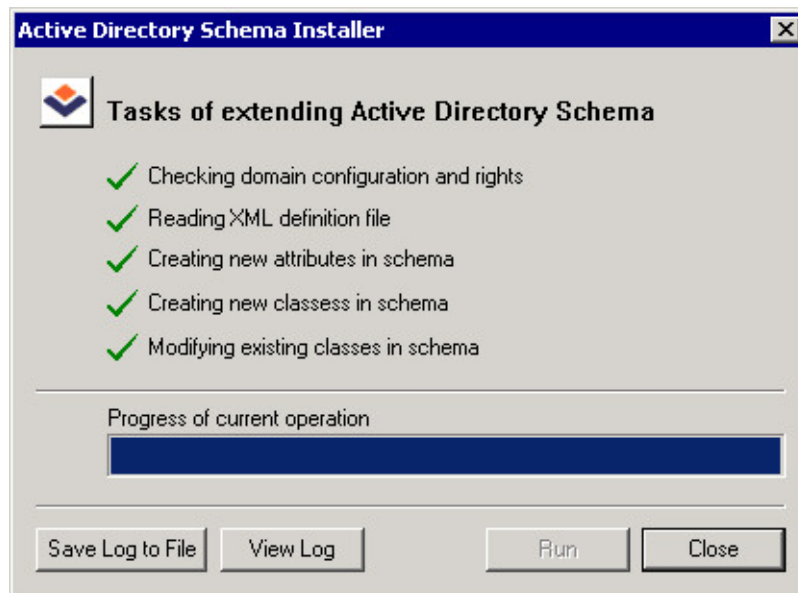 Active Directory Schema Installer
Tasks of extending Active Directory Schema
Checking domain configuration and rights
Reading XML definition file
Creating new attributes in schema
Creating new classess in schema
Modifying existing classes in schema
Progress of current operation
Save Log to File View Log Run Close